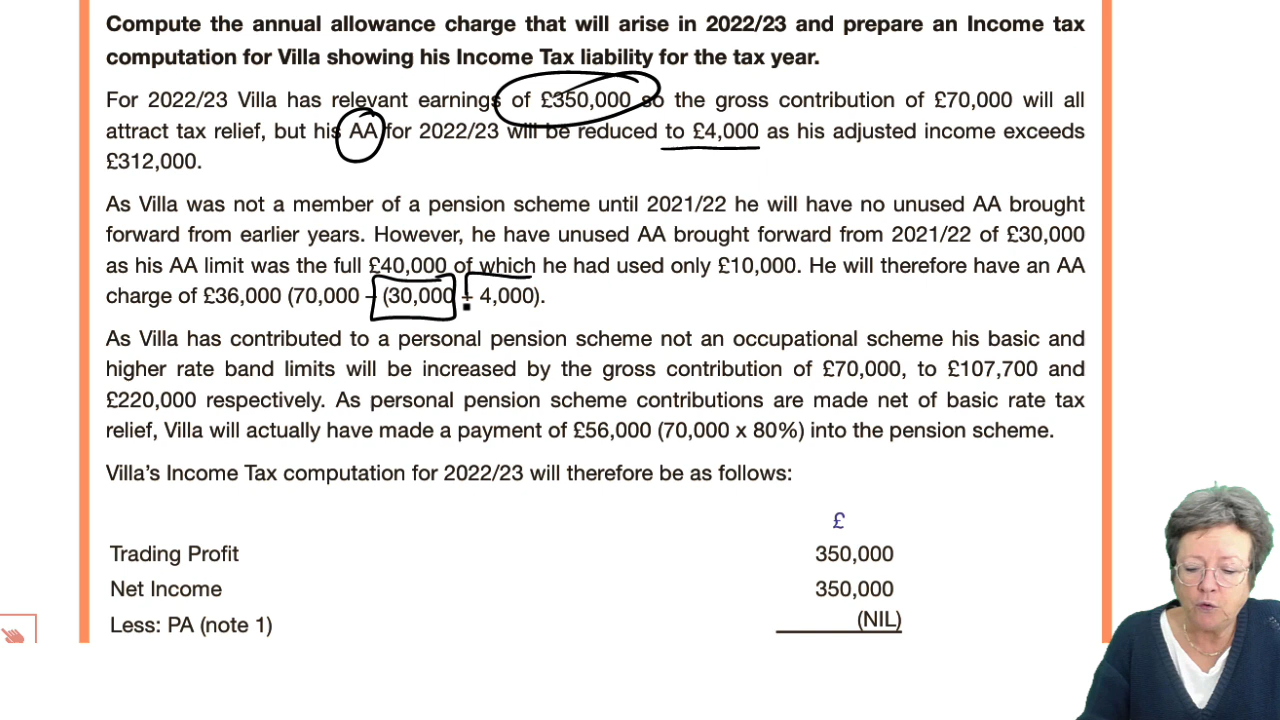 Compute the annual allowance charge that will arise in 2022/23 and prepare an Income tax
computation for Villa showing his Income Tax liability for the tax year.
For 2022/23 Villa has relevant earnings of £350,000 so the gross contribution of £70,000 will all
attract tax relief, but his AA for 2022/23 will be reduced to £4,000 as his adjusted income exceeds
£312,000.
As Villa was not a member of a pension scheme until 2021/22 he will have no unused AA brought
forward from earlier years. However, he have unused AA brought forward from 2021/22 of £30,000
as his AA limit was the full £40,000 of which he had used only £10,000. He will therefore have an AA
charge of £36,000 (70,000 – (30,000 + 4,000).
As Villa has contributed to a personal pension scheme not an occupational scheme his basic and
higher rate band limits will be increased by the gross contribution of £70,000, to £107,700 and
£220,000 respectively. As personal pension scheme contributions are made net of basic rate tax
relief, Villa will actually have made a payment of £56,000 (70,000 x 80%) into the pension scheme.
Villa's Income Tax computation for 2022/23 will therefore be as follows:
£
Trading Profit 350,000
Net Income 350,000
Less: PA (note 1) (NIL)